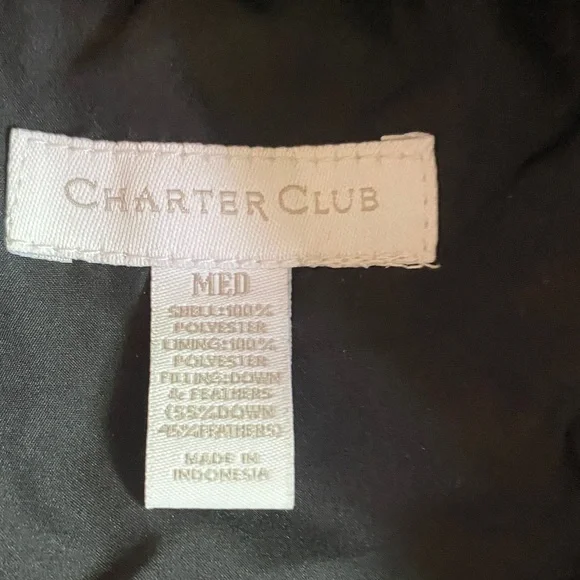 CHARTER CLUB
MED
SHELL:100%
POLYESTER
LINING:100%
POLYESTER
FILLING:DOWN
& FEATHERS
(55%DOWN
45%FEATHERS)
MADE IN
INDONESIA